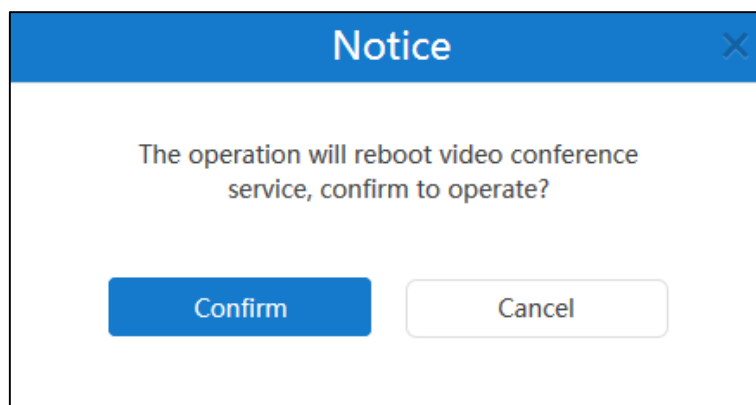 Notice
The operation will reboot video conference
service, confirm to operate?
Confirm
Cancel